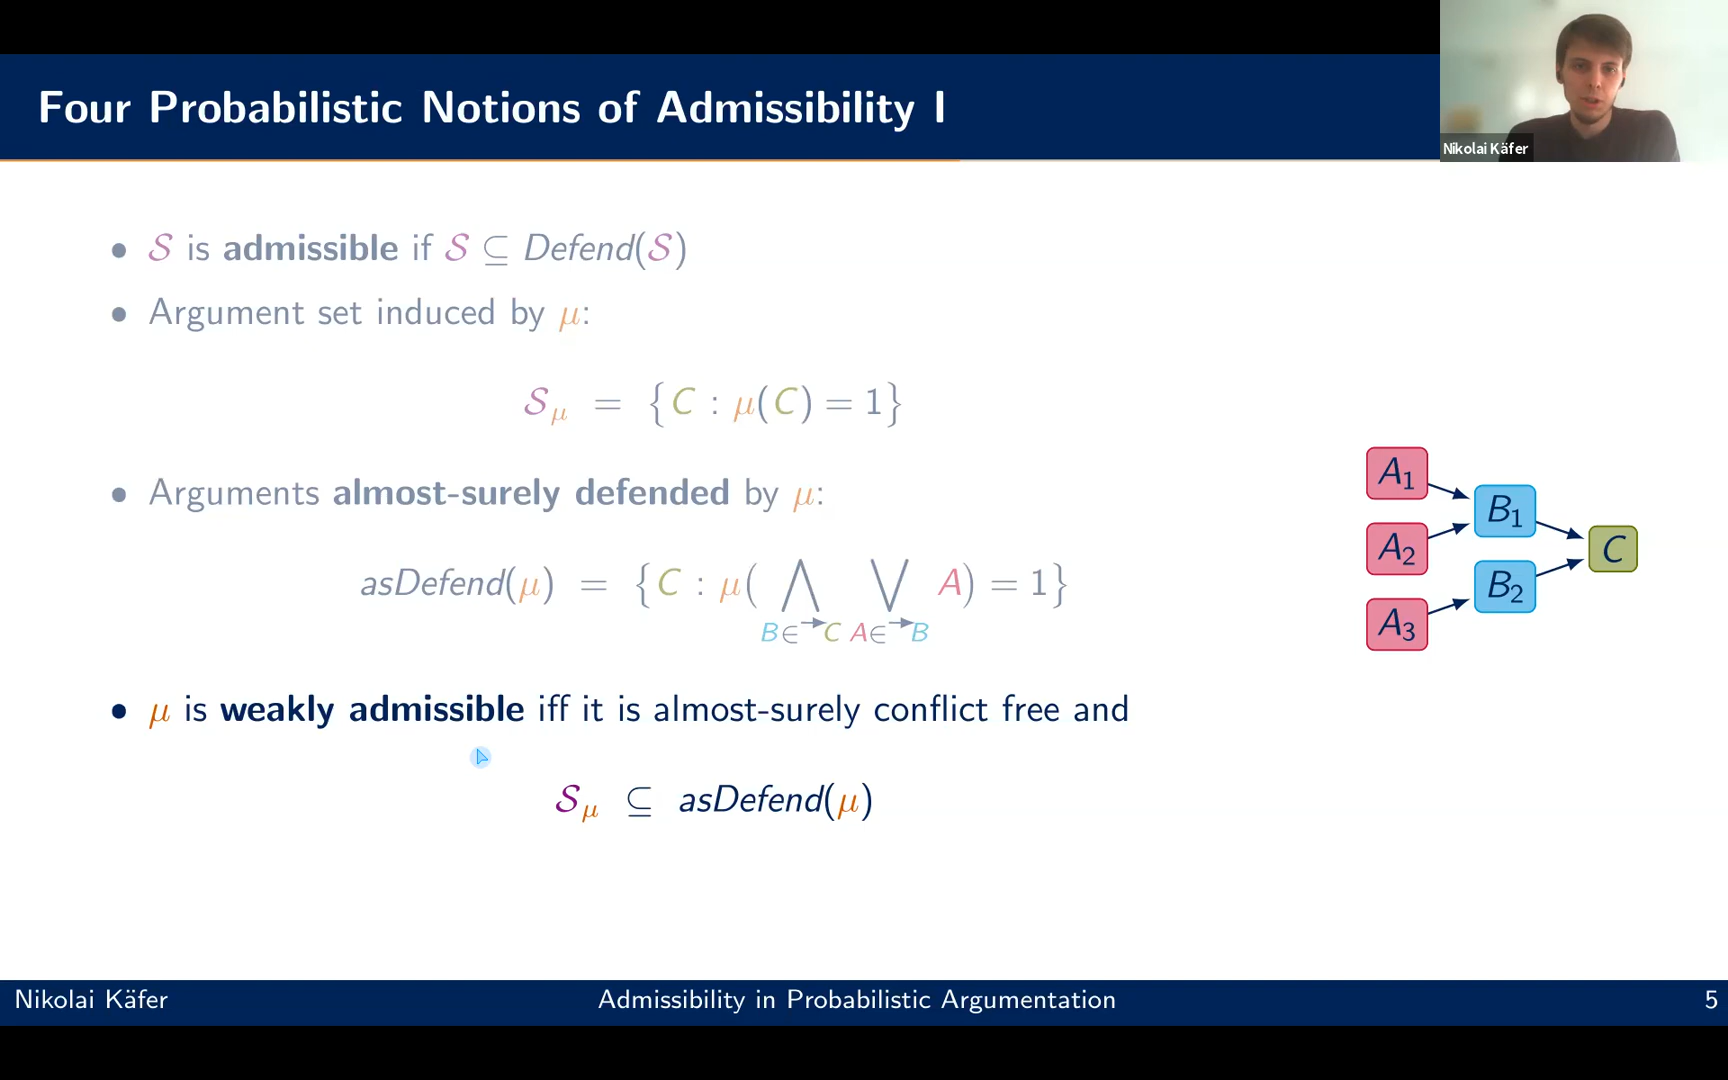 Four Probabilistic Notions of Admissibility I
Nikolai Käfer
• 𝒮 is admissible if 𝒮 ⊆ Defend(𝒮)
• Argument set induced by μ:
𝒮_μ = {C : μ(C) = 1}
• Arguments almost-surely defended by μ:
asDefend(μ) = {C : μ(⋀_{B∈→C} ⋁_{A∈→B} A) = 1}
A₁
A₂
A₃
B₁
B₂
C
• μ is weakly admissible iff it is almost-surely conflict free and
𝒮_μ ⊆ asDefend(μ)
Nikolai Käfer
Admissibility in Probabilistic Argumentation
5